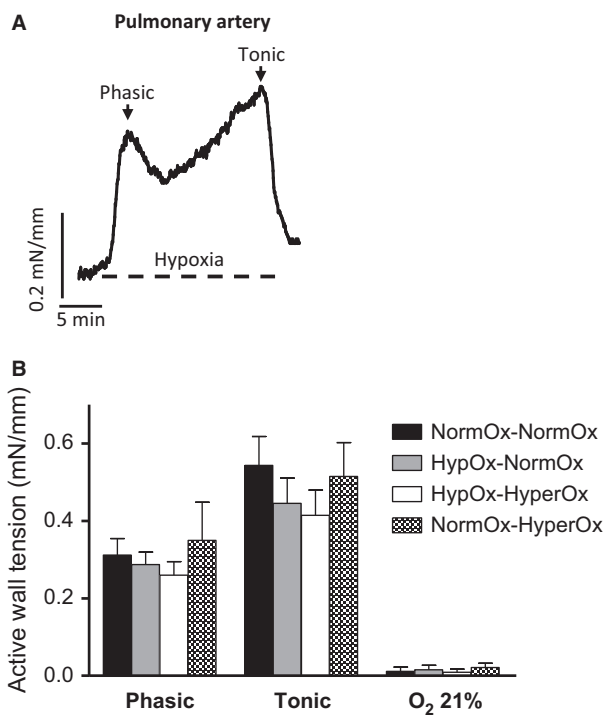 A
Pulmonary artery
Tonic
Phasic
Hypoxia
0.2 mN/mm
5 min
B
Active wall tension (mN/mm)
0.6
0.4
0.2
0.0
NormOx-NormOx
HypOx-NormOx
HypOx-HyperOx
NormOx-HyperOx
Phasic Tonic O₂ 21%